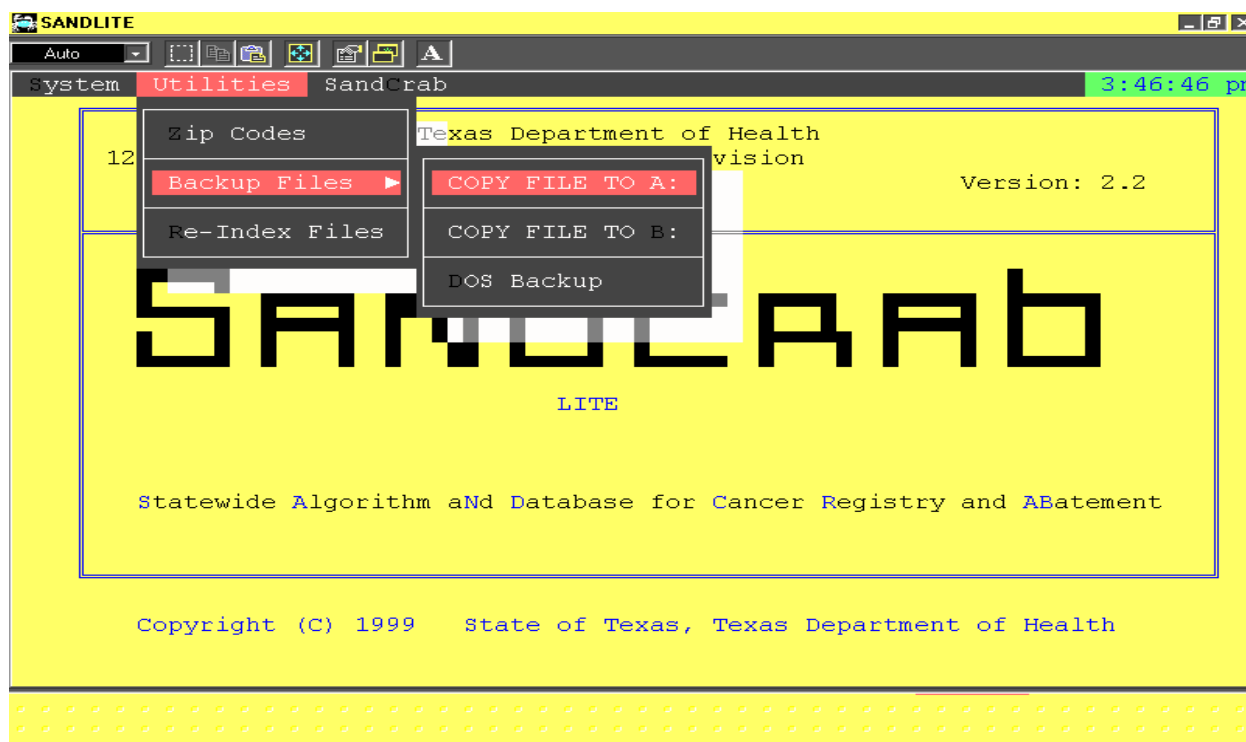 SANDLITE
Auto
A
System Utilities SandCrab 3:46:46 pm
Zip Codes
Backup Files
Re-Index Files
COPY FILE TO A:
COPY FILE TO B:
DOS Backup
Texas Department of Health
12 vision
Version: 2.2
SANDCRAb
LITE
Statewide Algorithm aNd Database for Cancer Registry and ABatement
Copyright (C) 1999 State of Texas, Texas Department of Health